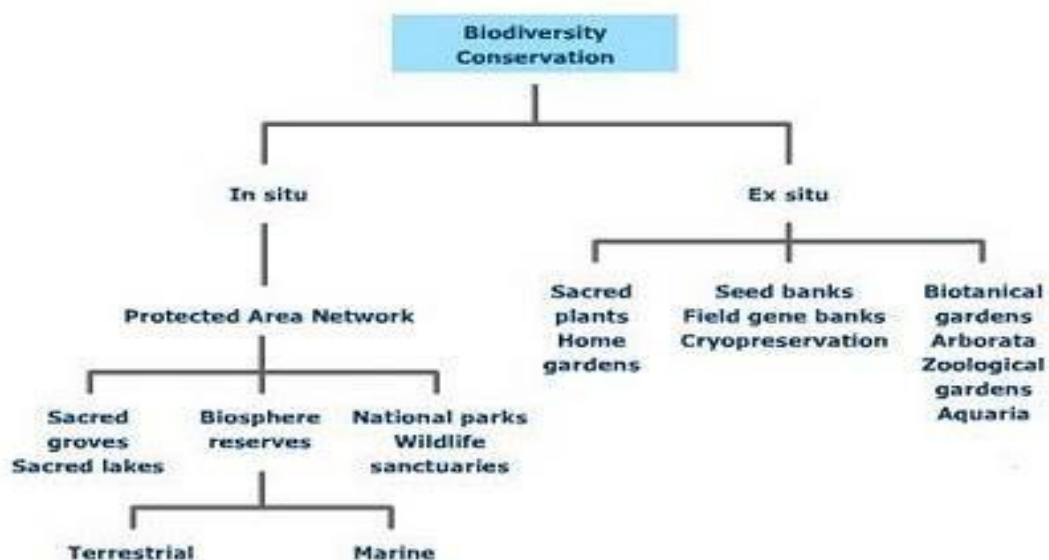 Biodiversity
Conservation
In situ
Ex situ
Protected Area Network
Sacred
plants
Home
gardens
Seed banks
Field gene banks
Cryopreservation
Biotanical
gardens
Arborata
Zoological
gardens
Aquaria
Sacred
groves
Sacred lakes
Biosphere
reserves
National parks
Wildlife
sanctuaries
Terrestrial
Marine